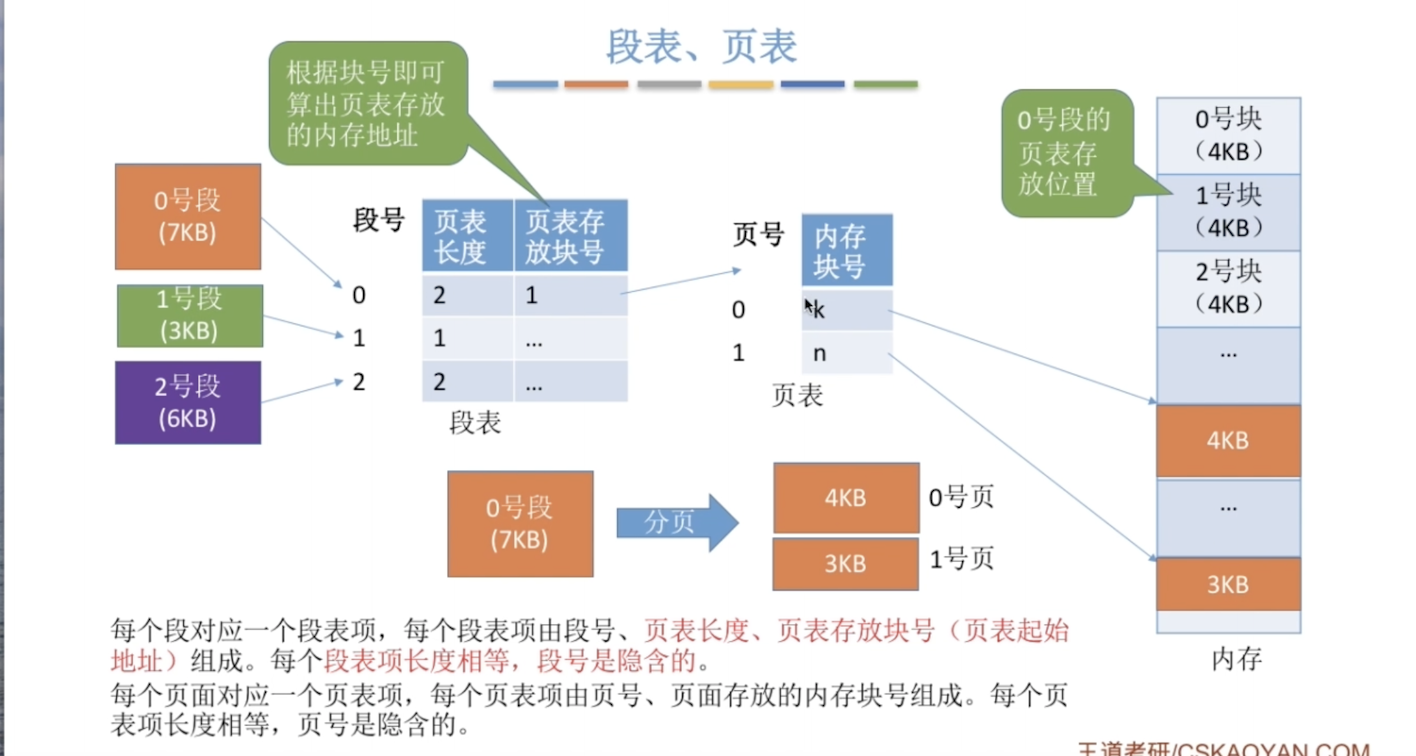 段表、页表
根据块号即可
算出页表存放
的内存地址
0号段的
页表存
放位置
0号段
(7KB)
1号段
(3KB)
2号段
(6KB)
段号
页表
长度
页表存
放块号
0
2
1
1
1
...
2
2
...
段表
页号
内存
块号
0
k
1
n
页表
0号块
（4KB）
1号块
（4KB）
2号块
（4KB）
...
4KB
...
3KB
内存
0号段
(7KB)
分页
4KB
0号页
3KB
1号页
每个段对应一个段表项，每个段表项由段号、页表长度、页表存放块号（页表起始
地址）组成。每个段表项长度相等，段号是隐含的。
每个页面对应一个页表项，每个页表项由页号、页面存放的内存块号组成。每个页
表项长度相等，页号是隐含的。
王道考研/CSKAOYAN.COM